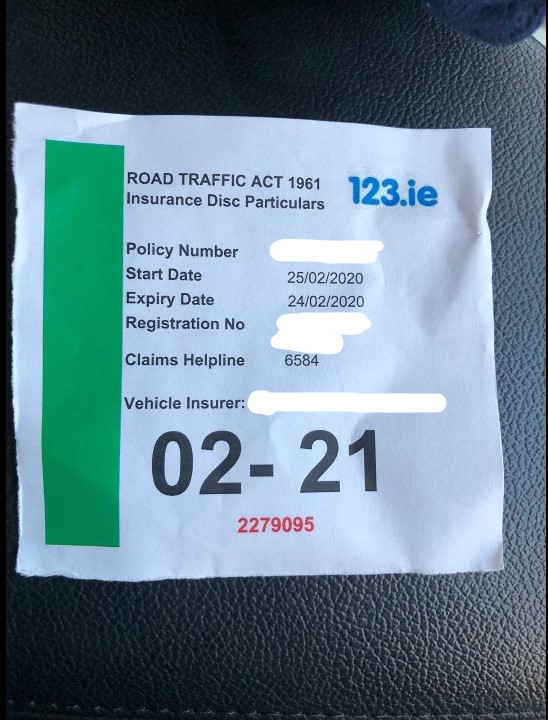 ROAD TRAFFIC ACT 1961
Insurance Disc Particulars
123.ie
Policy Number
Start Date 25/02/2020
Expiry Date 24/02/2020
Registration No
Claims Helpline 6584
Vehicle Insurer:
02- 21
2279095